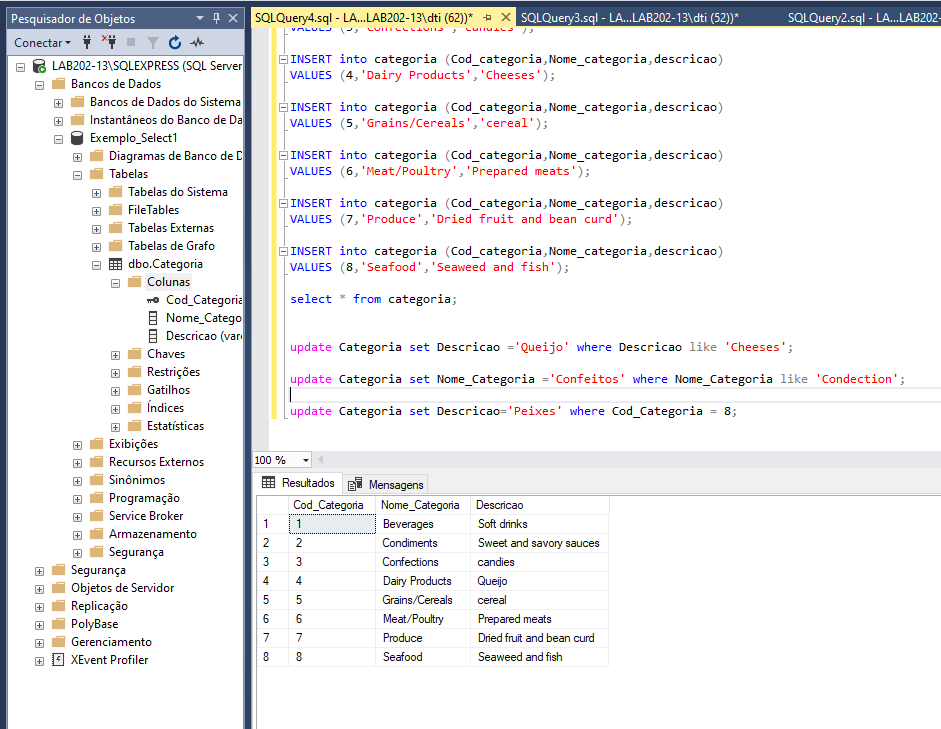 Pesquisador de Objetos
Conectar
LAB202-13\SQLEXPRESS (SQL Server
Bancos de Dados
Bancos de Dados do Sistema
Instantâneos do Banco de Da
Exemplo_Select1
Diagramas de Banco de D
Tabelas
Tabelas do Sistema
FileTables
Tabelas Externas
Tabelas de Grafo
dbo.Categoria
Colunas
Cod_Categoria
Nome_Catego
Descricao (varc
Chaves
Restrições
Gatilhos
Índices
Estatísticas
Exibições
Recursos Externos
Sinônimos
Programação
Service Broker
Armazenamento
Segurança
Segurança
Objetos de Servidor
Replicação
PolyBase
Gerenciamento
XEvent Profiler
SQLQuery4.sql - LA...LAB202-13\dti (62))* SQLQuery3.sql - LA...LAB202-13\dti (52))* SQLQuery2.sql - LA...LAB202-
VALUES (3,'Confections','candies');
INSERT into categoria (Cod_categoria,Nome_categoria,descricao)
VALUES (4,'Dairy Products','Cheeses');
INSERT into categoria (Cod_categoria,Nome_categoria,descricao)
VALUES (5,'Grains/Cereals','cereal');
INSERT into categoria (Cod_categoria,Nome_categoria,descricao)
VALUES (6,'Meat/Poultry','Prepared meats');
INSERT into categoria (Cod_categoria,Nome_categoria,descricao)
VALUES (7,'Produce','Dried fruit and bean curd');
INSERT into categoria (Cod_categoria,Nome_categoria,descricao)
VALUES (8,'Seafood','Seaweed and fish');
select * from categoria;
update Categoria set Descricao ='Queijo' where Descricao like 'Cheeses';
update Categoria set Nome_Categoria ='Confeitos' where Nome_Categoria like 'Condection';
update Categoria set Descricao='Peixes' where Cod_Categoria = 8;
100 %
Resultados Mensagens
Cod_Categoria Nome_Categoria Descricao
1 1 Beverages Soft drinks
2 2 Condiments Sweet and savory sauces
3 3 Confections candies
4 4 Dairy Products Queijo
5 5 Grains/Cereals cereal
6 6 Meat/Poultry Prepared meats
7 7 Produce Dried fruit and bean curd
8 8 Seafood Seaweed and fish